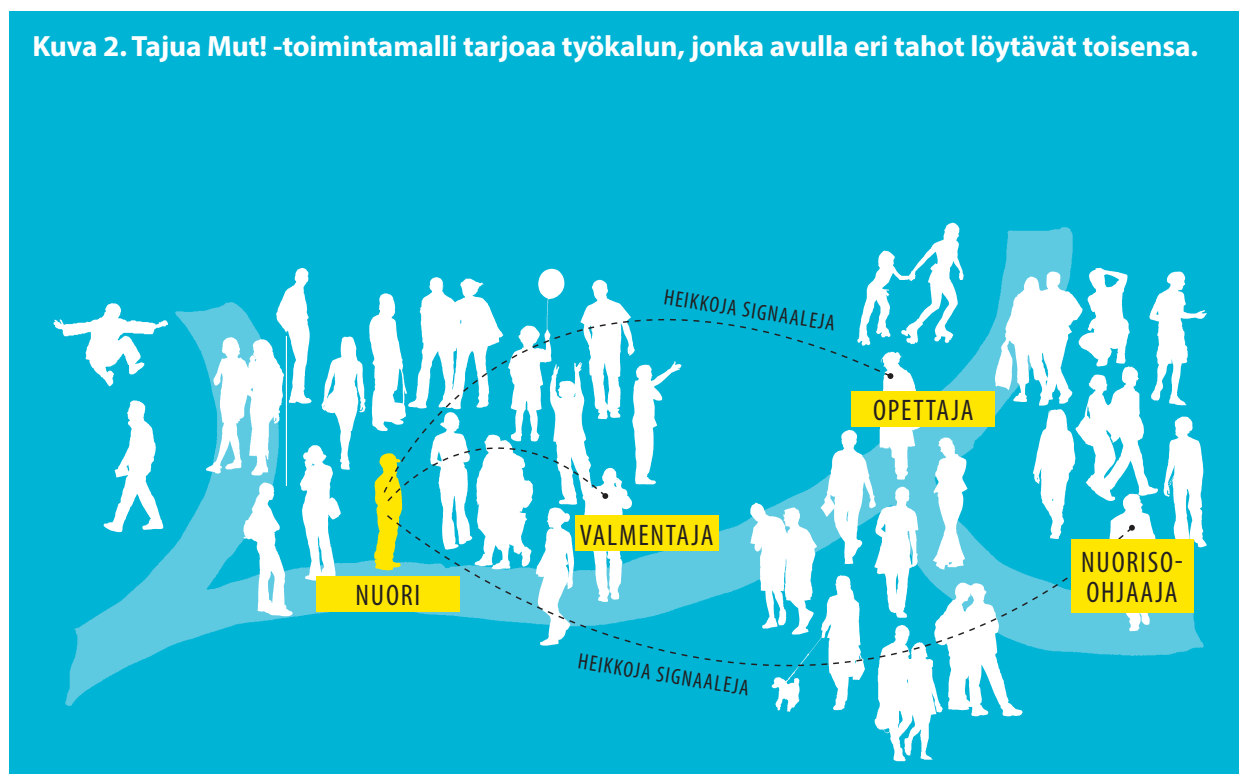 Kuva 2. Tajua Mut! -toimintamalli tarjoaa työkalun, jonka avulla eri tahot löytävät toisensa.
HEIKKOJA SIGNAALEJA
OPETTAJA
VALMENTAJA
NUORISO-
OHJAAJA
NUORI
HEIKKOJA SIGNAALEJA